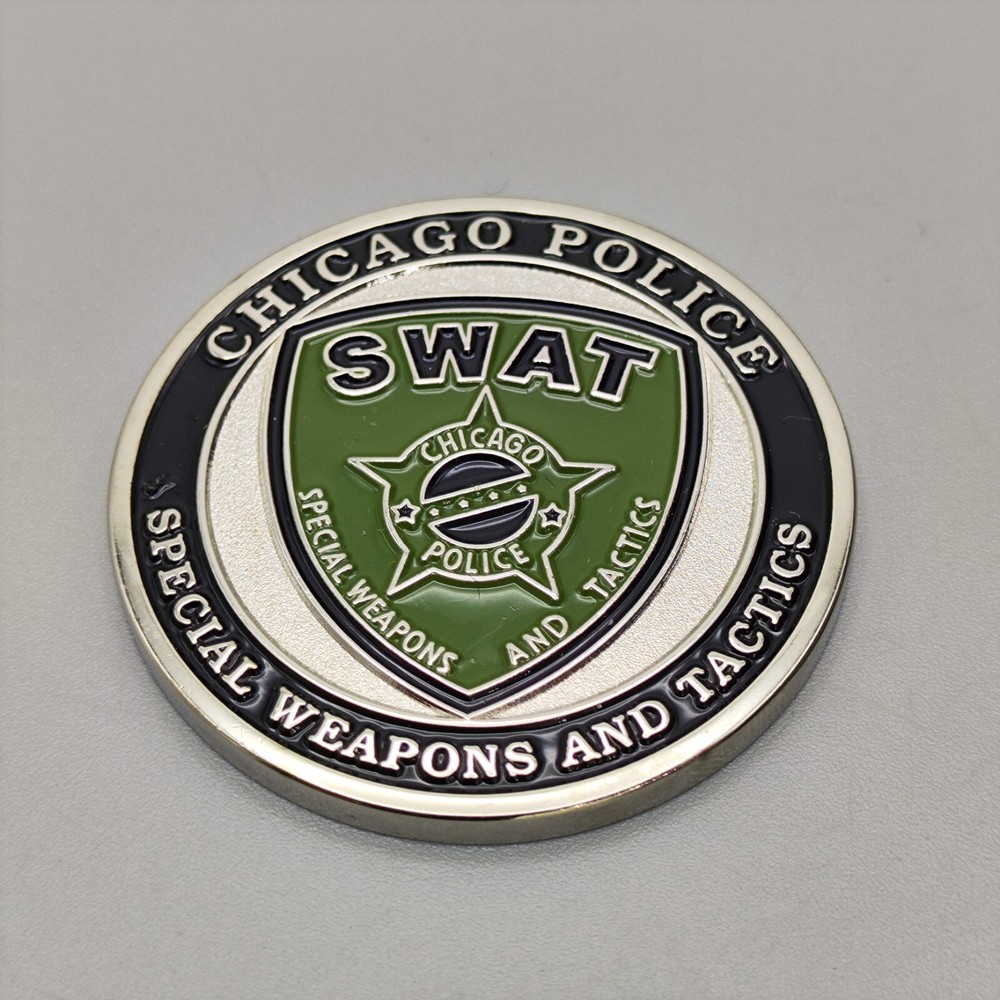 CHICAGO POLICE
SWAT
CHICAGO
POLICE
SPECIAL WEAPONS AND TACTICS
SPECIAL WEAPONS AND TACTICS